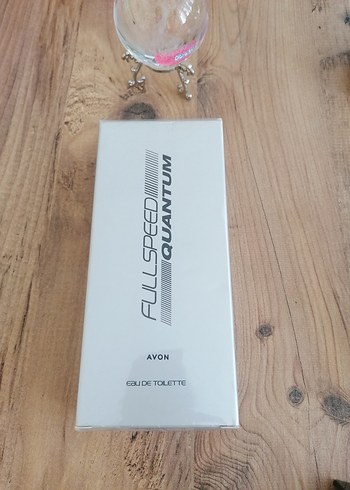 FULL SPEED
QUANTUM
AVON
EAU DE TOILETTE